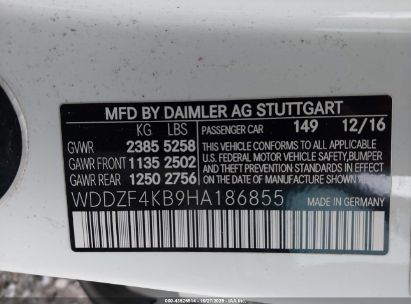 MFD BY DAIMLER AG STUTTGART
KG LBS PASSENGER CAR 149 12/16
GVWR 2385 5258 THIS VEHICLE CONFORMS TO ALL
GAWR FRONT 1135 2502 APPLICABLE U.S. FEDERAL MOTOR VEHICLE SAFETY, BUMPER
GAWR REAR 1250 2756 AND THEFT PREVENTION STANDARDS IN EFFECT ON THE DATE OF MANUFACTURE SHOWN ABOVE.
WDDZF4KB9HA186855 MADE IN GERMANY